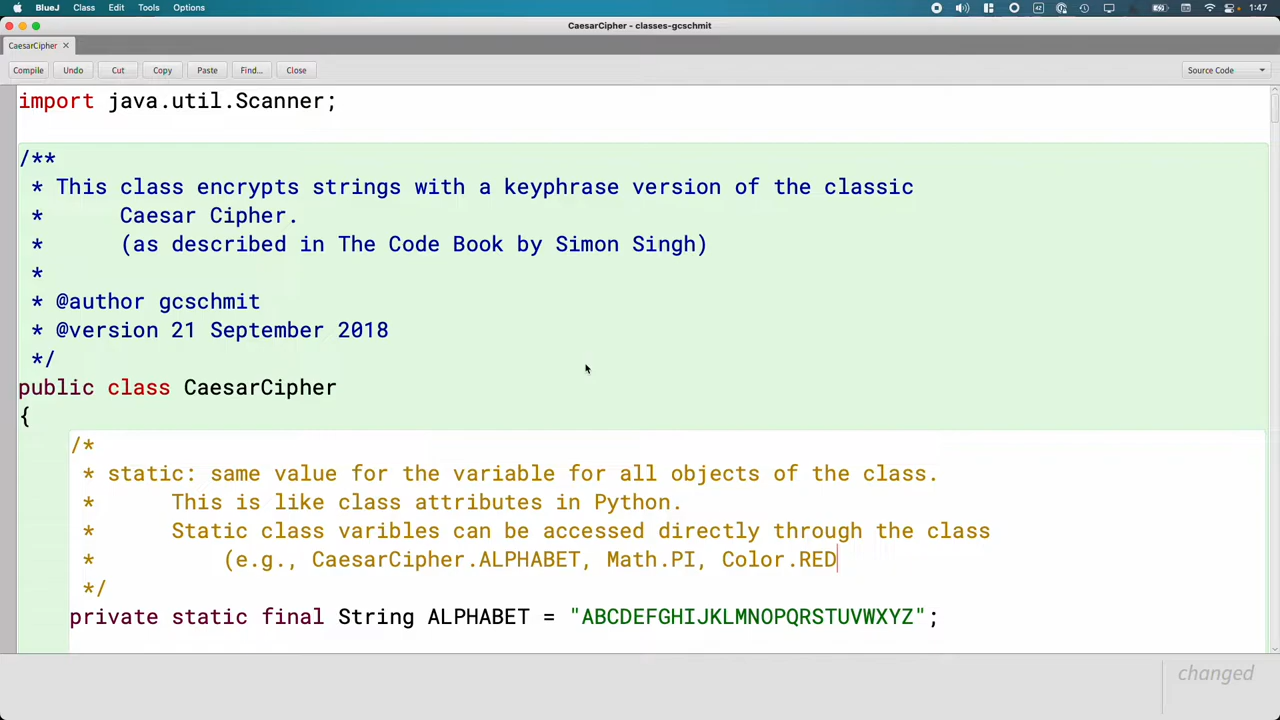 BlueJ Class Edit Tools Options 1:47
CaesarCipher - classes-gcschmit
CaesarCipher
Compile Undo Cut Copy Paste Find... Close Source Code
import java.util.Scanner;
/**
* This class encrypts strings with a keyphrase version of the classic
* Caesar Cipher.
* (as described in The Code Book by Simon Singh)
*
* @author gcschmit
* @version 21 September 2018
*/
public class CaesarCipher
{
/*
* static: same value for the variable for all objects of the class.
* This is like class attributes in Python.
* Static class varibles can be accessed directly through the class
* (e.g., CaesarCipher.ALPHABET, Math.PI, Color.RED
*/
private static final String ALPHABET = "ABCDEFGHIJKLMNOPQRSTUVWXYZ";
changed